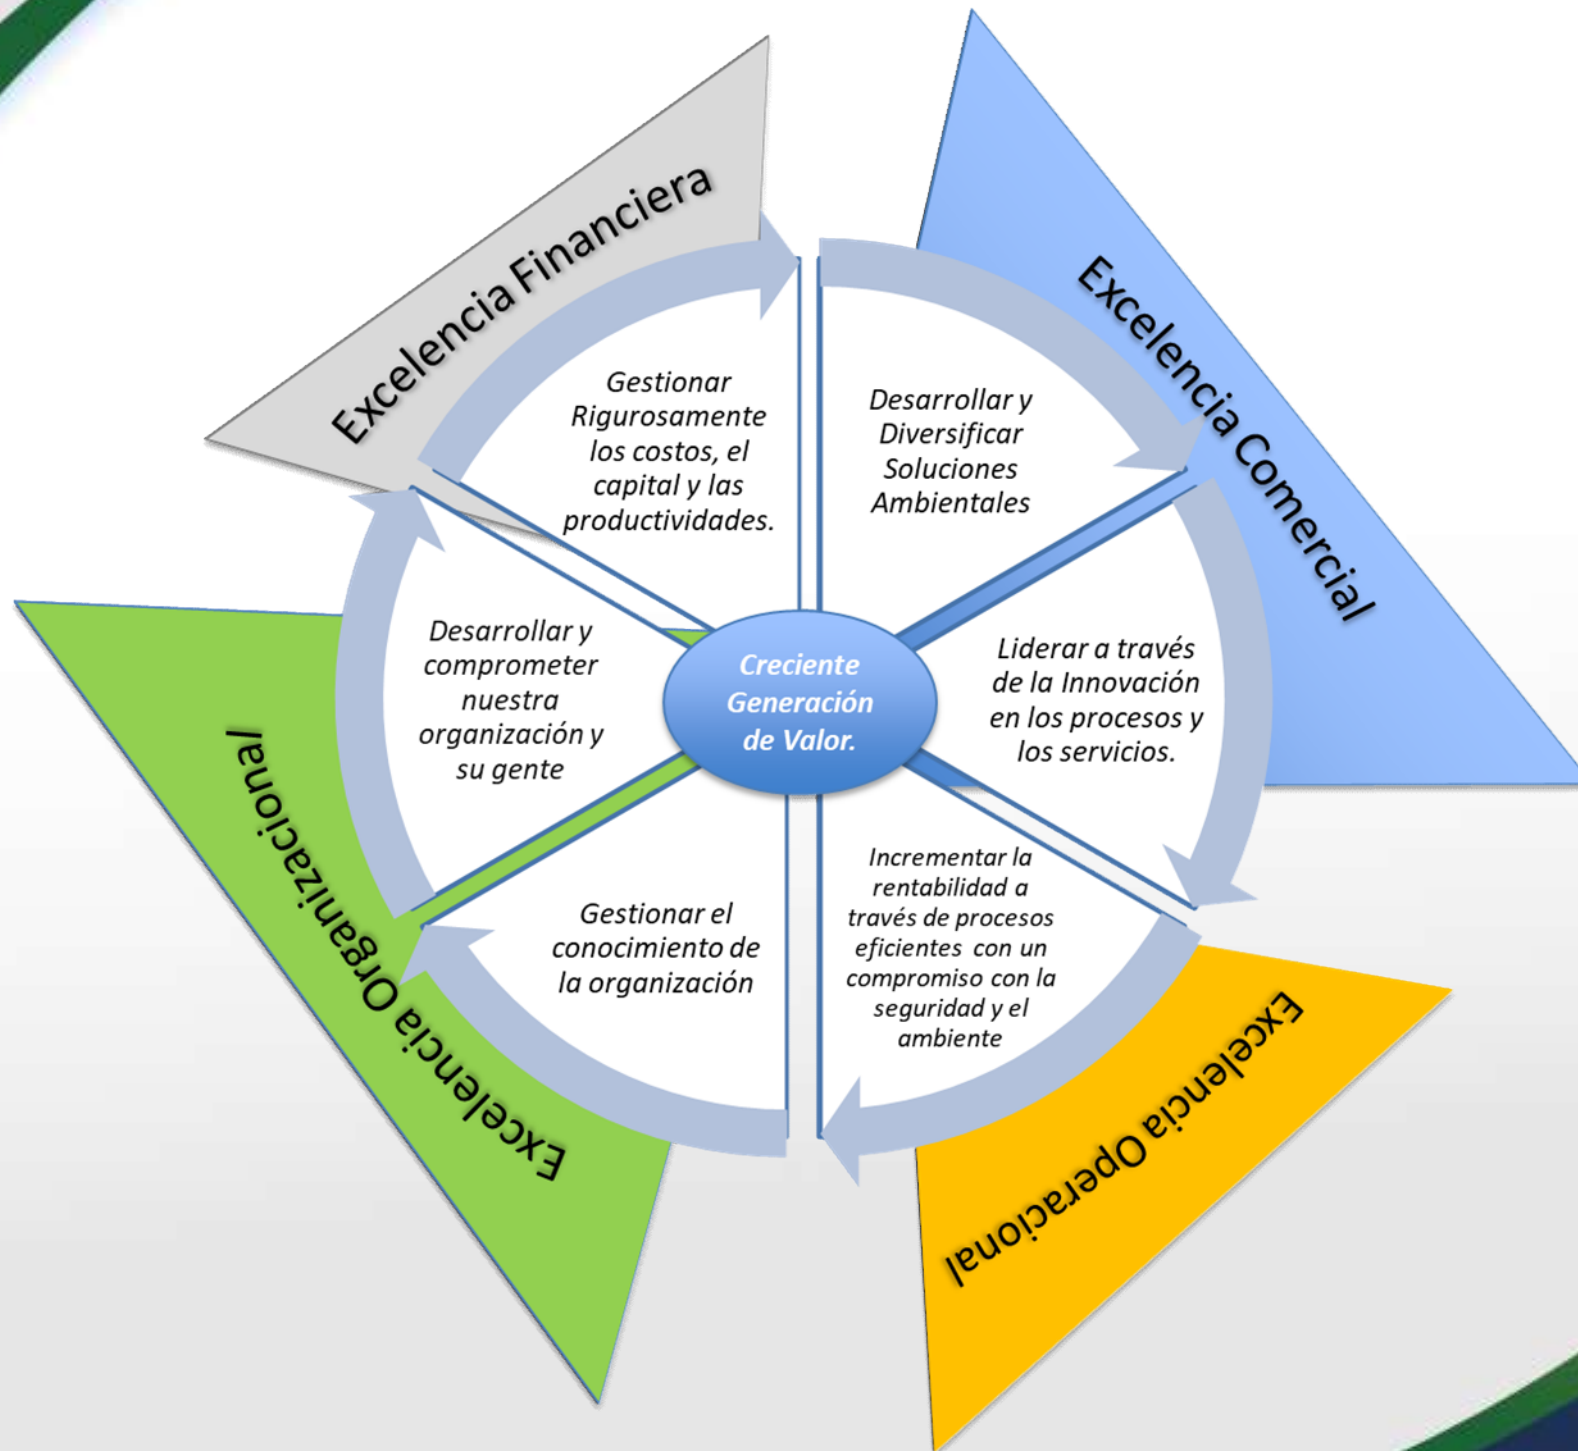 Excelencia Financiera
Excelencia Comercial
Gestionar
Rigurosamente
los costos, el
capital y las
productividades.
Desarrollar y
Diversificar
Soluciones
Ambientales
Desarrollar y
comprometer
nuestra
organización y
su gente
Creciente
Generación
de Valor.
Liderar a través
de la Innovación
en los procesos y
los servicios.
Gestionar el
conocimiento de
la organización
Incrementar la
rentabilidad a
través de procesos
eficientes con un
compromiso con la
seguridad y el
ambiente
Excelencia Organizacional
Excelencia Operacional